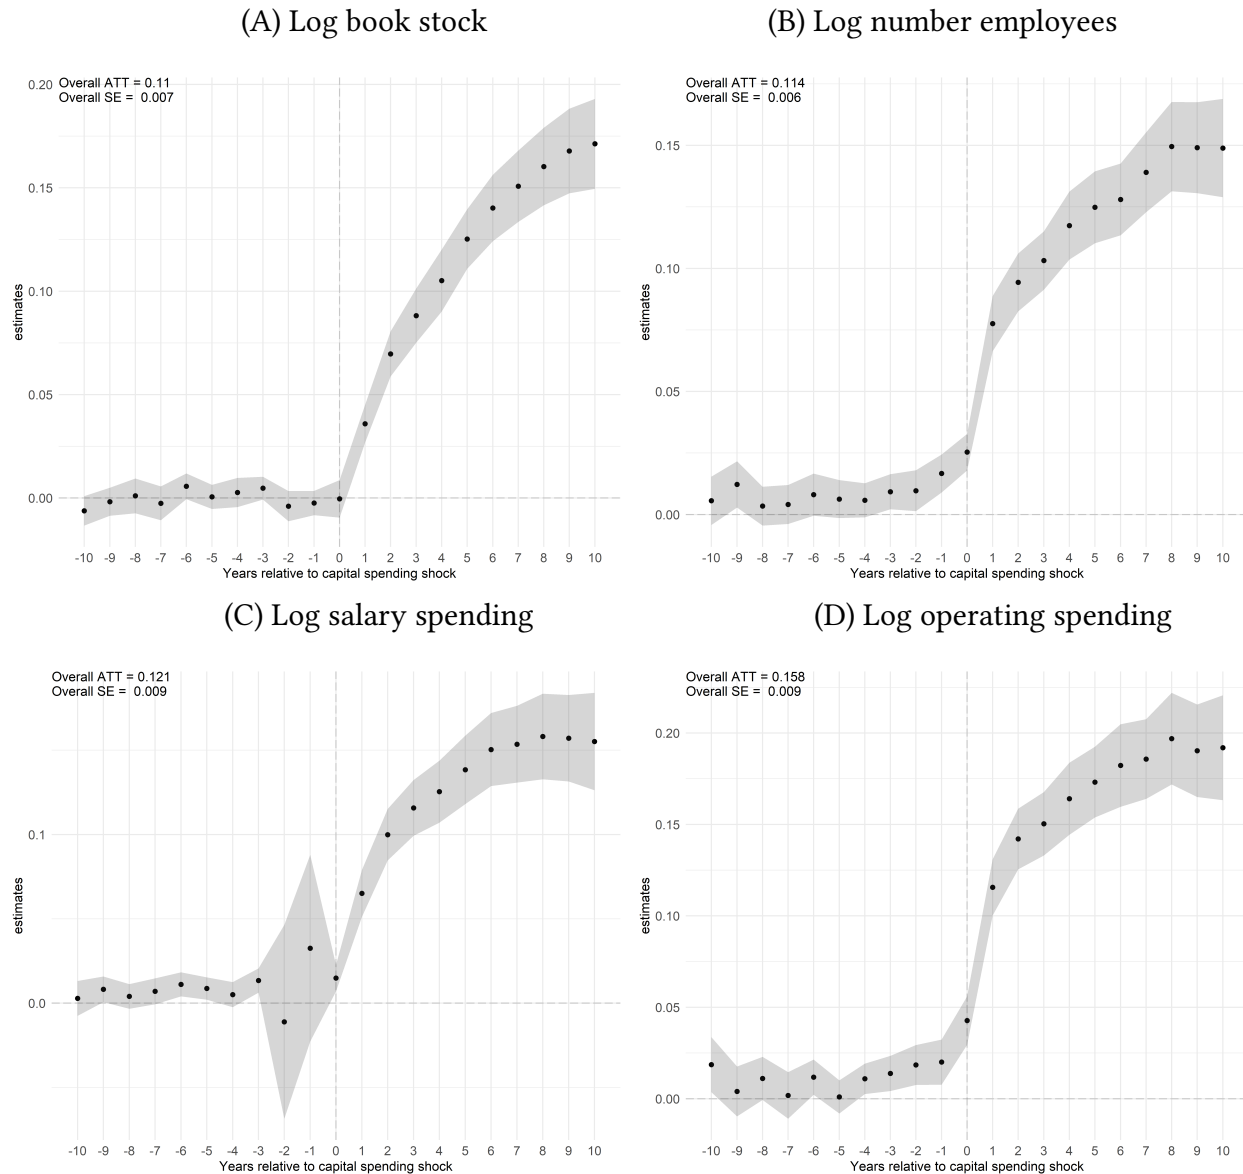 (A) Log book stock
Overall ATT = 0.11
Overall SE =  0.007
0.20
0.15
0.10
0.05
0.00
estimates
-10 -9 -8 -7 -6 -5 -4 -3 -2 -1 0 1 2 3 4 5 6 7 8 9 10
Years relative to capital spending shock
(B) Log number employees
Overall ATT = 0.114
Overall SE =  0.006
0.15
0.10
0.05
0.00
estimates
-10 -9 -8 -7 -6 -5 -4 -3 -2 -1 0 1 2 3 4 5 6 7 8 9 10
Years relative to capital spending shock
(C) Log salary spending
Overall ATT = 0.121
Overall SE =  0.009
0.1
0.0
estimates
-10 -9 -8 -7 -6 -5 -4 -3 -2 -1 0 1 2 3 4 5 6 7 8 9 10
Years relative to capital spending shock
(D) Log operating spending
Overall ATT = 0.158
Overall SE =  0.009
0.20
0.15
0.10
0.05
0.00
estimates
-10 -9 -8 -7 -6 -5 -4 -3 -2 -1 0 1 2 3 4 5 6 7 8 9 10
Years relative to capital spending shock